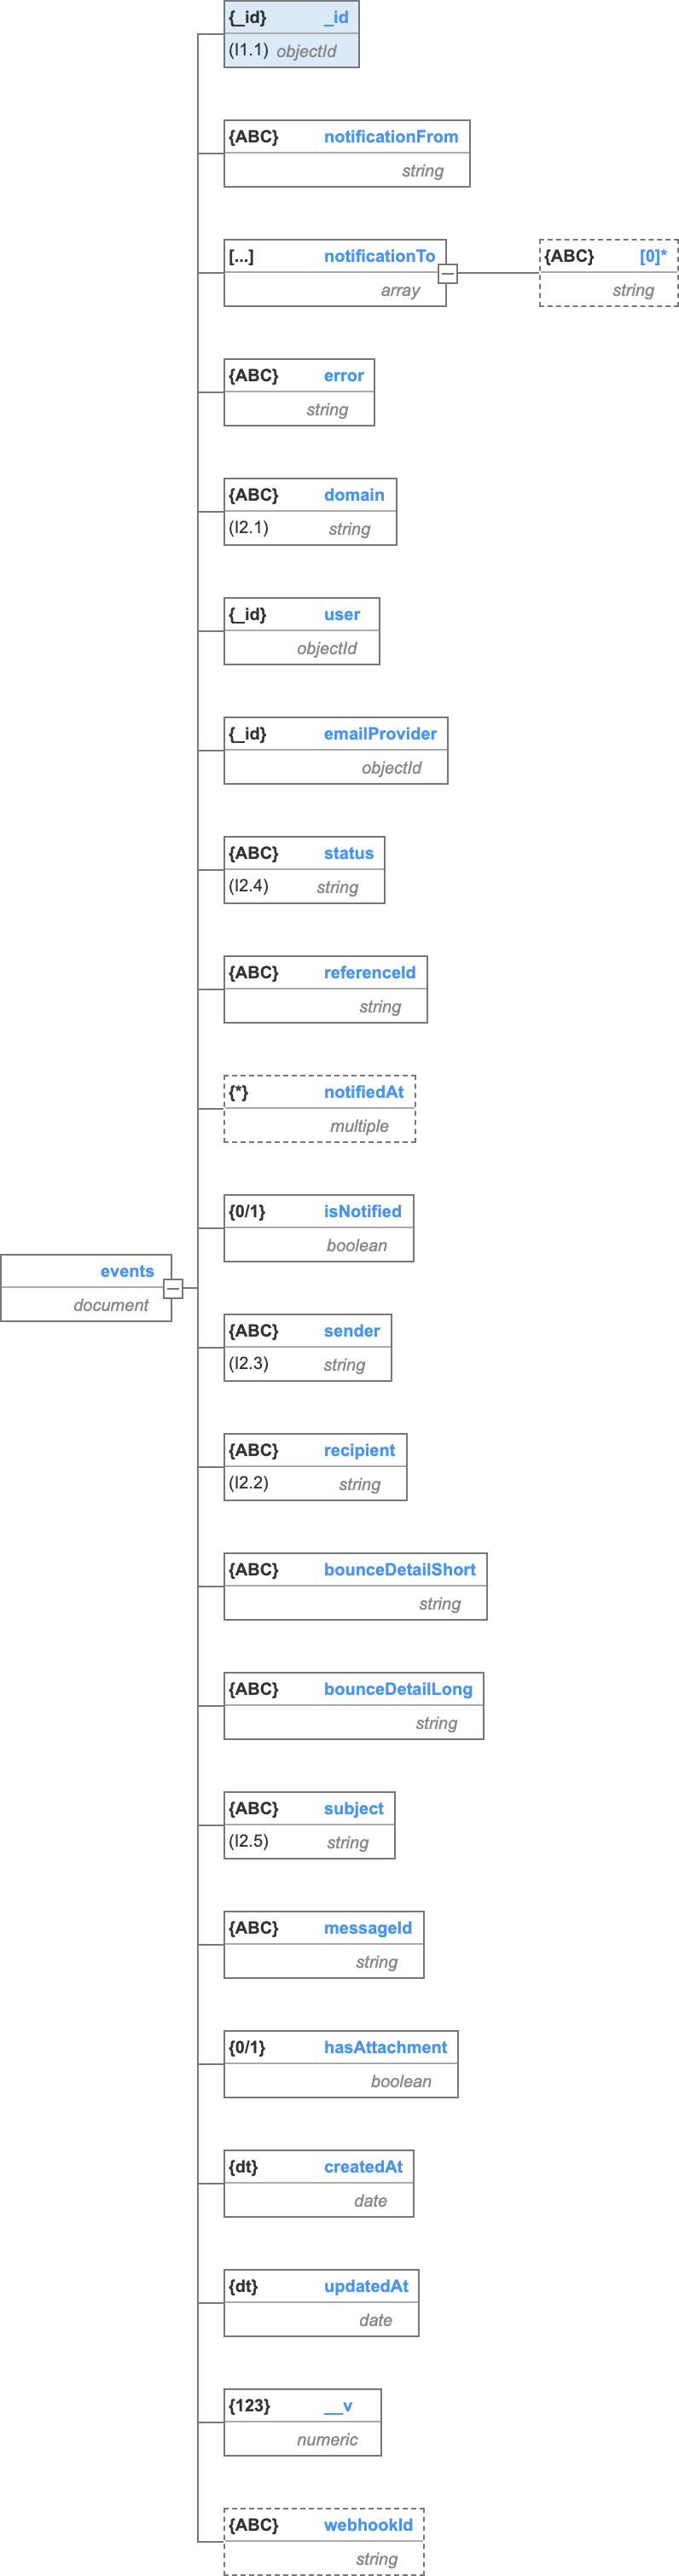 {_id} _id
(I1.1) objectId
{ABC} notificationFrom
string
[...] notificationTo
array
{ABC} [0]*
string
{ABC} error
string
{ABC} domain
(I2.1) string
{_id} user
objectId
{_id} emailProvider
objectId
{ABC} status
(I2.4) string
{ABC} referenceId
string
{*} notifiedAt
multiple
{0/1} isNotified
boolean
events
document
{ABC} sender
(I2.3) string
{ABC} recipient
(I2.2) string
{ABC} bounceDetailShort
string
{ABC} bounceDetailLong
string
{ABC} subject
(I2.5) string
{ABC} messageId
string
{0/1} hasAttachment
boolean
{dt} createdAt
date
{dt} updatedAt
date
{123} __v
numeric
{ABC} webhookId
string